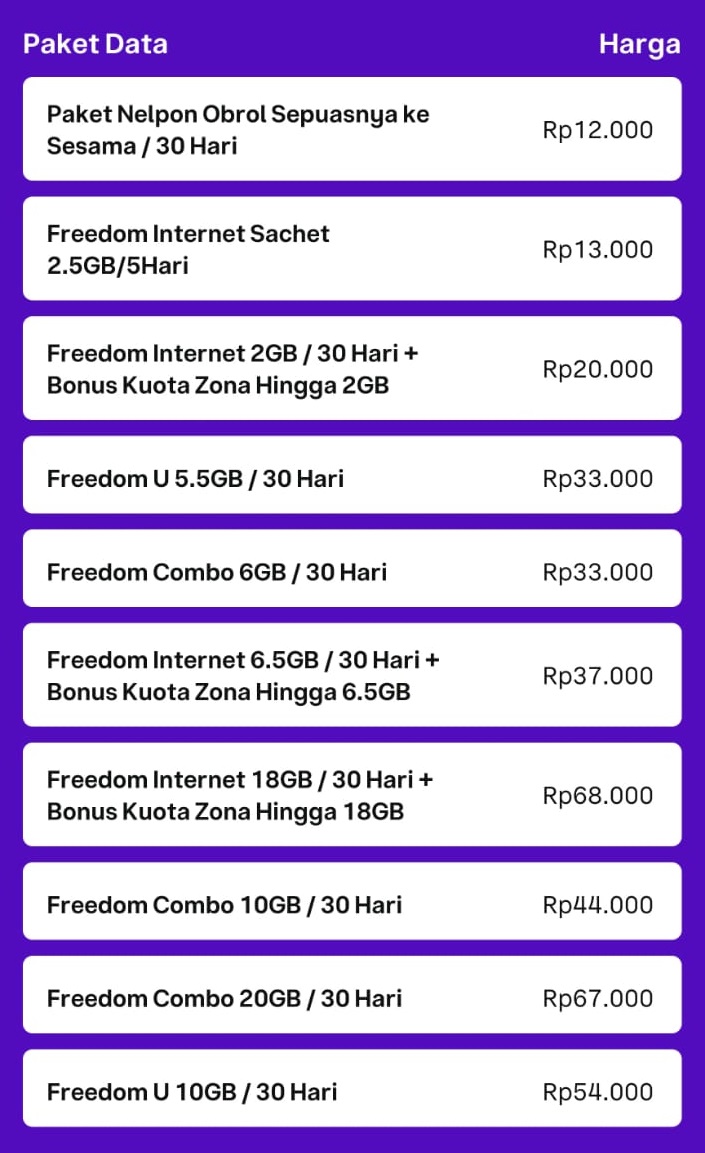 Paket Data Harga
Paket Nelpon Obrol Sepuasnya ke
Sesama / 30 Hari
Rp12.000
Freedom Internet Sachet
2.5GB/5Hari
Rp13.000
Freedom Internet 2GB / 30 Hari +
Bonus Kuota Zona Hingga 2GB
Rp20.000
Freedom U 5.5GB / 30 Hari Rp33.000
Freedom Combo 6GB / 30 Hari Rp33.000
Freedom Internet 6.5GB / 30 Hari +
Bonus Kuota Zona Hingga 6.5GB
Rp37.000
Freedom Internet 18GB / 30 Hari +
Bonus Kuota Zona Hingga 18GB
Rp68.000
Freedom Combo 10GB / 30 Hari Rp44.000
Freedom Combo 20GB / 30 Hari Rp67.000
Freedom U 10GB / 30 Hari Rp54.000